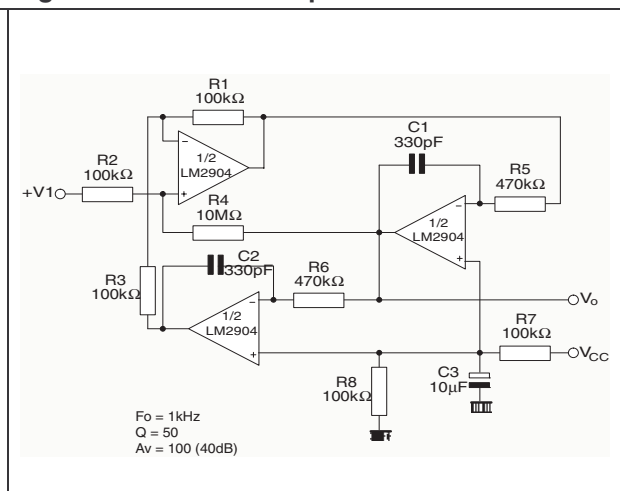 R1
100kΩ
C1
330pF
R2
100kΩ
1/2
LM2904
R5
470kΩ
+V1
R4
10MΩ
1/2
LM2904
C2
330pF
R6
470kΩ
R3
100kΩ
1/2
LM2904
Vo
R7
100kΩ
VCC
R8
100kΩ
C3
10µF
Fo = 1kHz
Q = 50
Av = 100 (40dB)